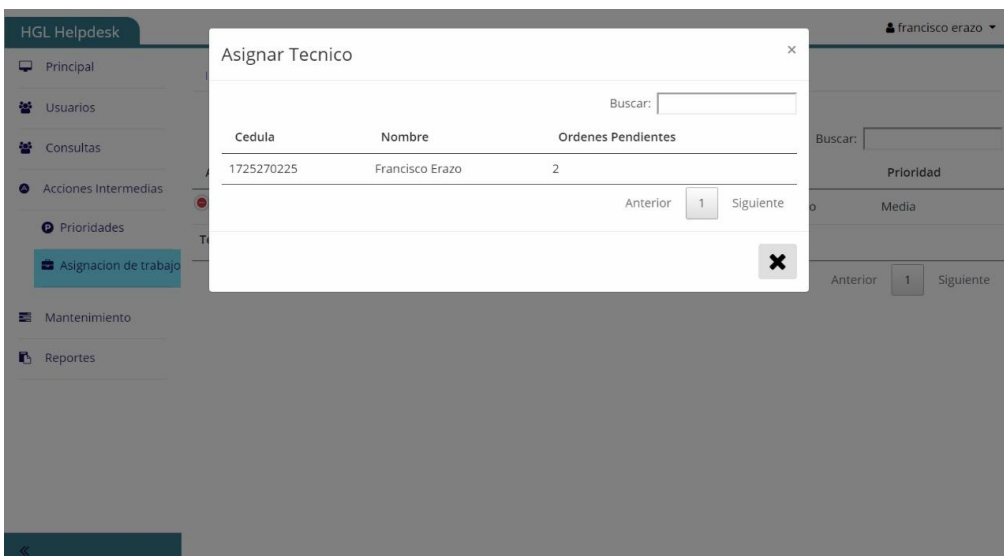 HGL Helpdesk
francisco erazo
Principal
Usuarios
Consultas
Acciones Intermedias
Prioridades
Asignacion de trabajo
Mantenimiento
Reportes
Asignar Tecnico
×
Buscar:
Cedula Nombre Ordenes Pendientes
1725270225 Francisco Erazo 2
Anterior 1 Siguiente
Buscar:
Prioridad
Media
Anterior 1 Siguiente